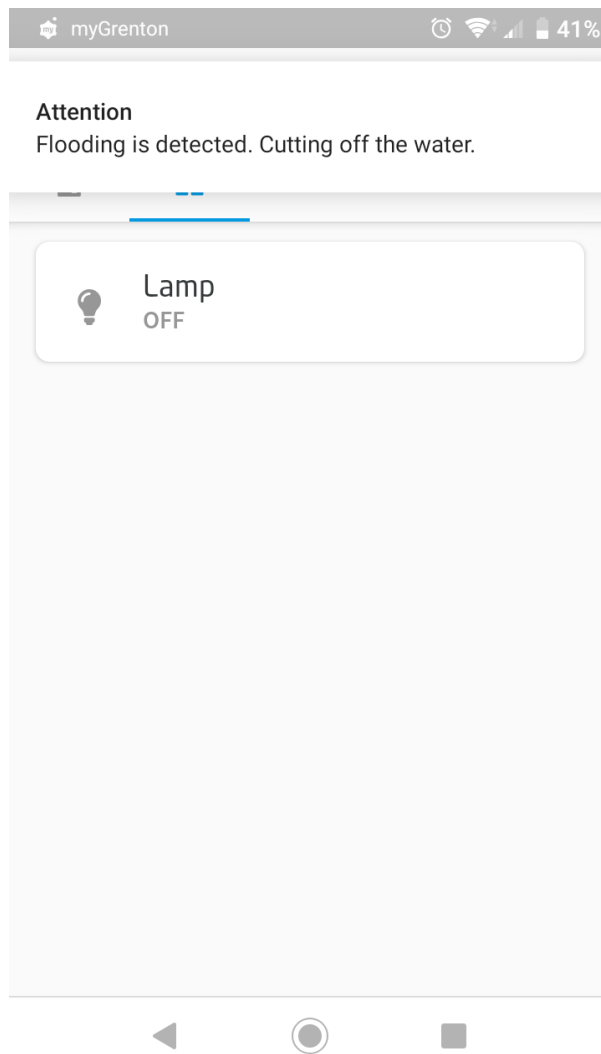 myGrenton 41%
Attention
Flooding is detected. Cutting off the water.
Lamp
OFF